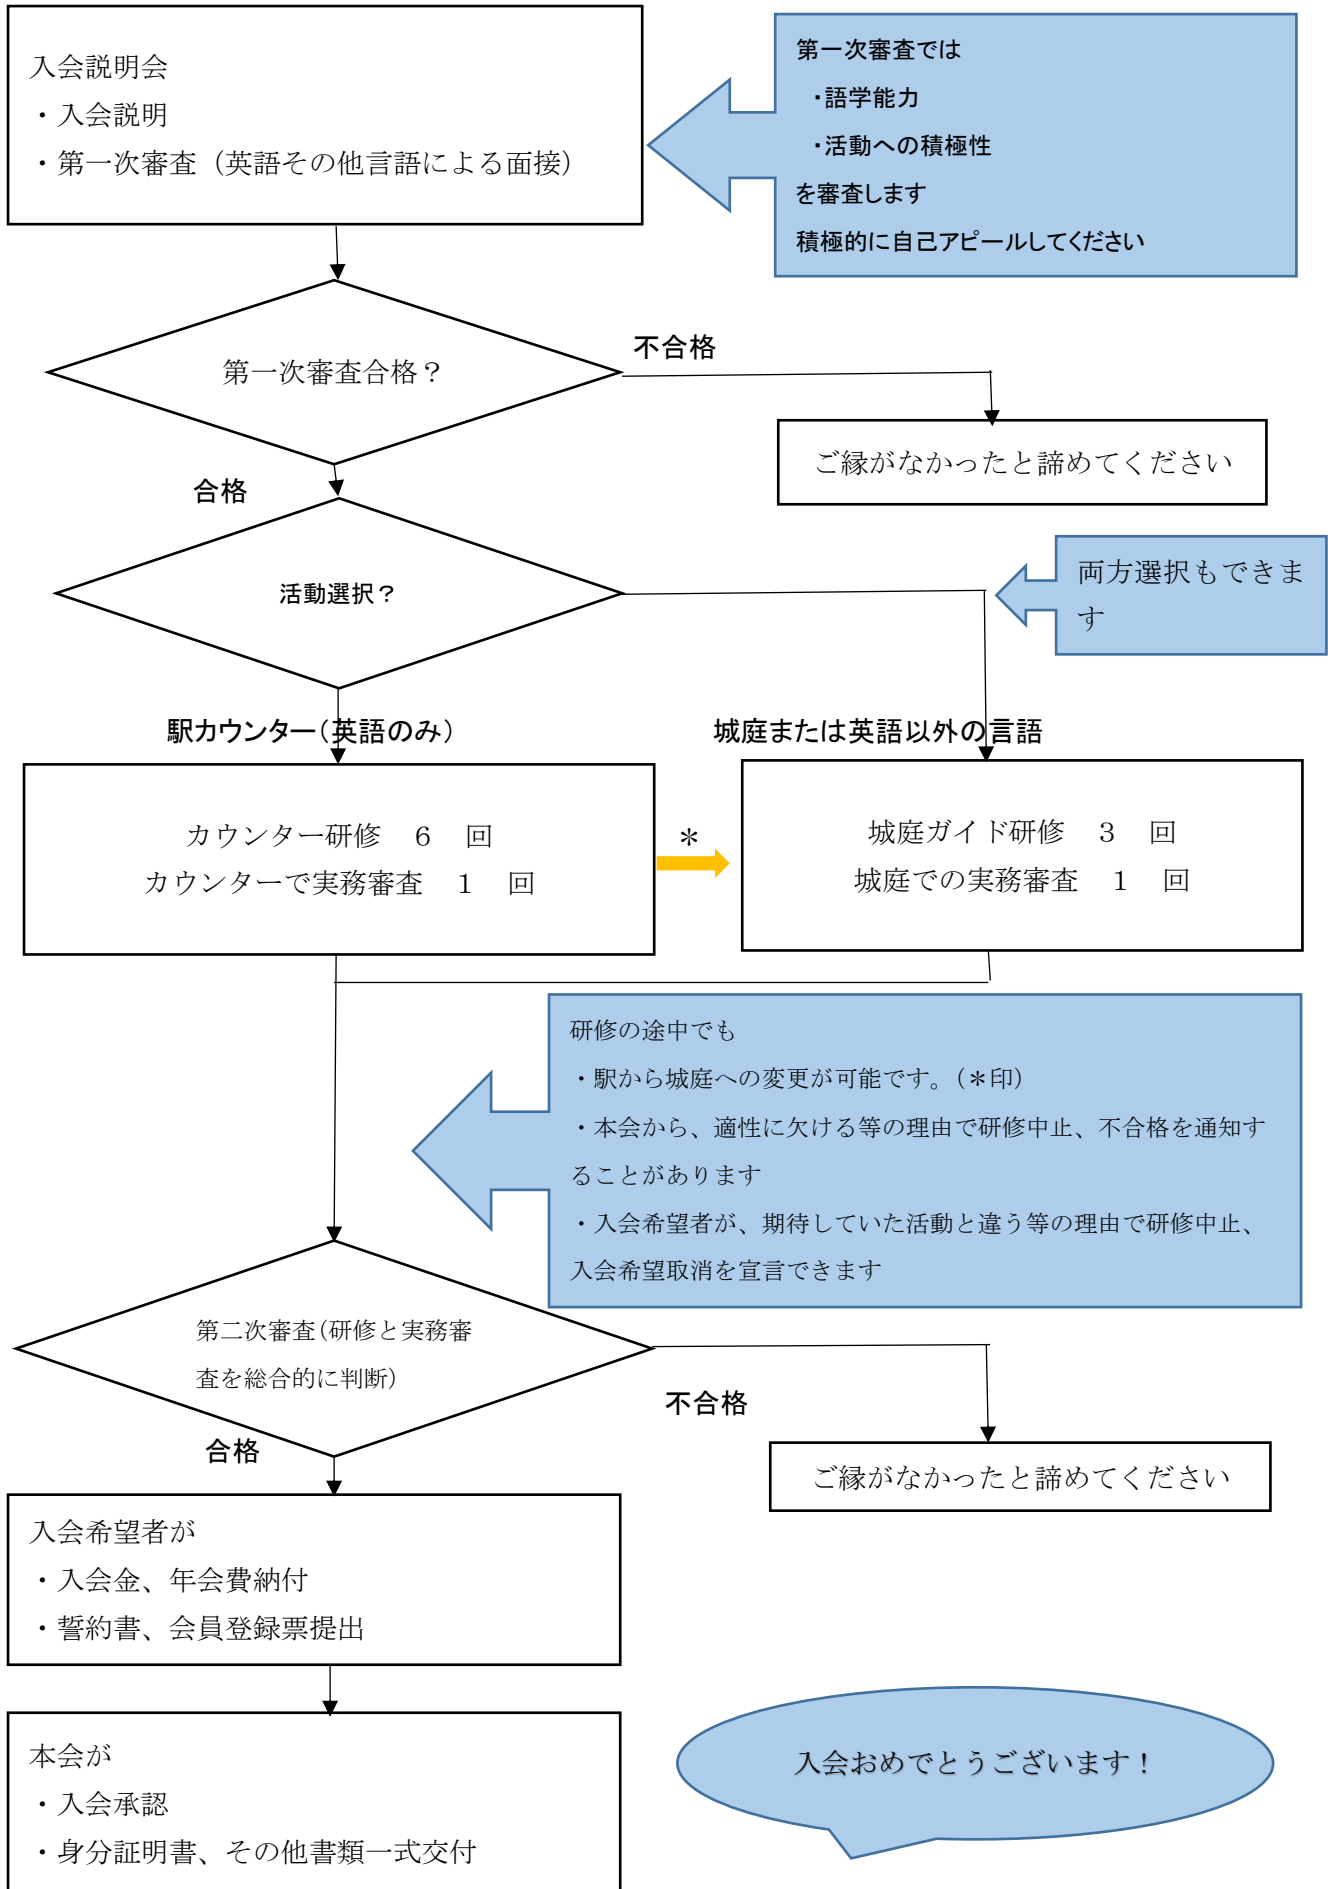 入会説明会
・入会説明
・第一次審査（英語その他言語による面接）
第一次審査では
・語学能力
・活動への積極性
を審査します
積極的に自己アピールしてください
第一次審査合格？
不合格
ご縁がなかったと諦めてください
合格
活動選択？
両方選択もできま
す
駅カウンター（英語のみ）
城庭または英語以外の言語
カウンター研修　６　回
カウンターで実務審査　１　回
＊
城庭ガイド研修　３　回
城庭での実務審査　１　回
研修の途中でも
・駅から城庭への変更が可能です。（＊印）
・本会から、適性に欠ける等の理由で研修中止、不合格を通知す
ることがあります
・入会希望者が、期待していた活動と違う等の理由で研修中止、
入会希望取消を宣言できます
第二次審査（研修と実務審
査を総合的に判断）
不合格
ご縁がなかったと諦めてください
合格
入会希望者が
・入会金、年会費納付
・誓約書、会員登録票提出
本会が
・入会承認
・身分証明書、その他書類一式交付
入会おめでとうございます！